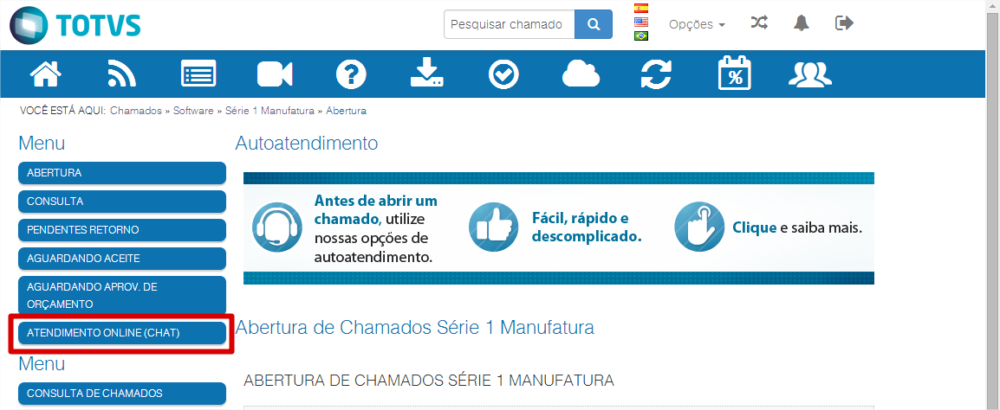 TOTVS
Pesquisar chamado
Opções
%
VOCÊ ESTÁ AQUI: Chamados » Software » Série 1 Manufatura » Abertura
Menu
ABERTURA
CONSULTA
PENDENTES RETORNO
AGUARDANDO ACEITE
AGUARDANDO APROV. DE
ORÇAMENTO
ATENDIMENTO ONLINE (CHAT)
Menu
CONSULTA DE CHAMADOS
Autoatendimento
Antes de abrir um
chamado, utilize
nossas opções de
autoatendimento.
Fácil, rápido e
descomplicado.
Clique e saiba mais.
Abertura de Chamados Série 1 Manufatura
ABERTURA DE CHAMADOS SÉRIE 1 MANUFATURA